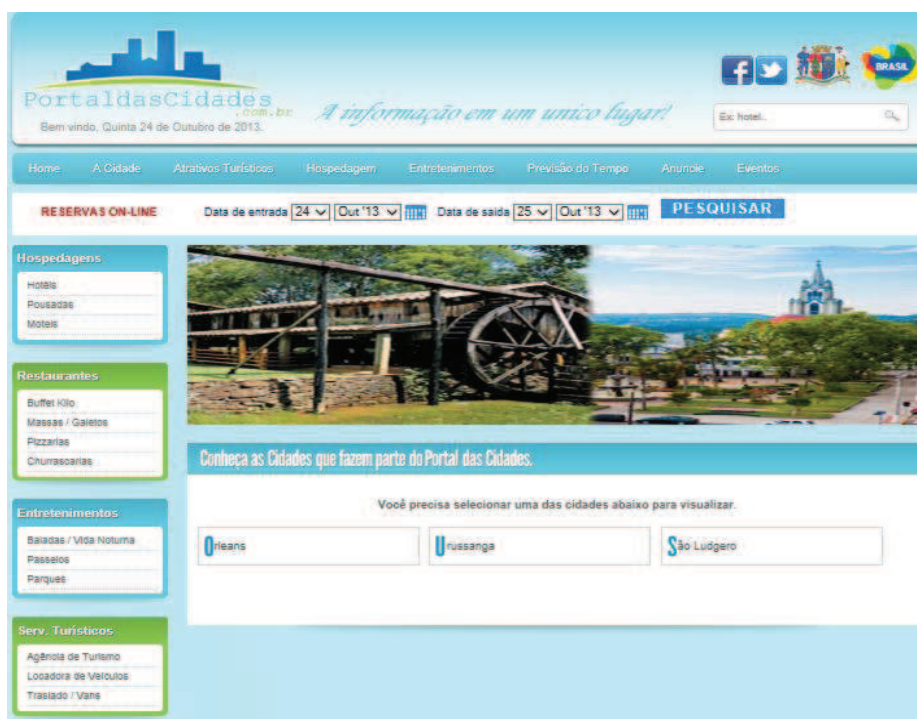 PortaldasCidades
.com.br
A informação em um unico lugar!
BRASIL
Bem vindo, Quinta 24 de Outubro de 2013.
Ex: hotel..
Home A Cidade Atrativos Turísticos Hospedagem Entretenimentos Previsão do Tempo Anuncie Eventos
RESERVAS ON-LINE Data de entrada 24 Out '13 Data de saida 25 Out '13 PESQUISAR
Hospedagens
Hotéis
Pousadas
Moteis
Restaurantes
Buffet Kilo
Massas / Galetos
Pizzarias
Churrascarias
Entretenimentos
Baladas / Vida Noturna
Passeios
Parques
Serv. Turísticos
Agência de Turismo
Locadora de Veículos
Traslado / Vans
Conheça as Cidades que fazem parte do Portal das Cidades.
Você precisa selecionar uma das cidades abaixo para visualizar.
Orleans Urussanga São Ludgero